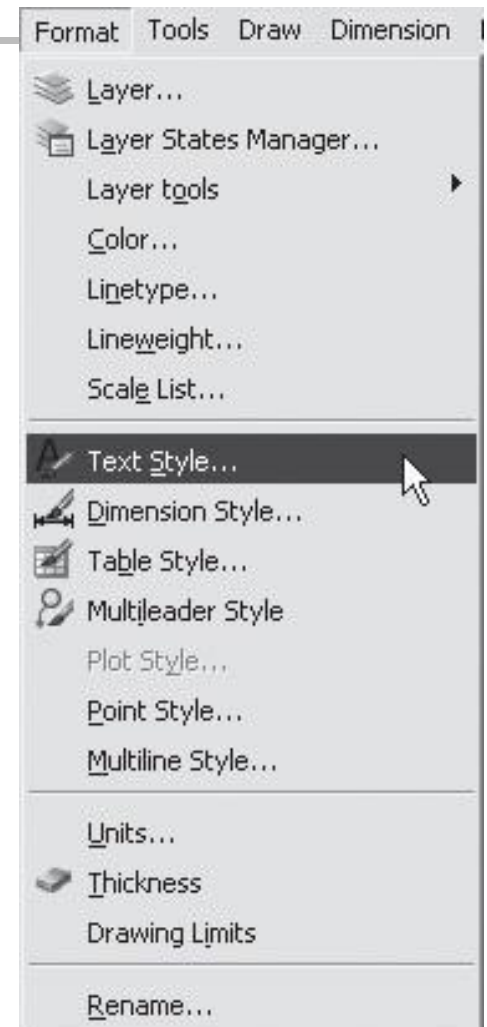 Format Tools Draw Dimension
Layer...
Layer States Manager...
Layer tools
Color...
Linetype...
Lineweight...
Scale List...
Text Style...
Dimension Style...
Table Style...
Multileader Style
Plot Style...
Point Style...
Multiline Style...
Units...
Thickness
Drawing Limits
Rename...